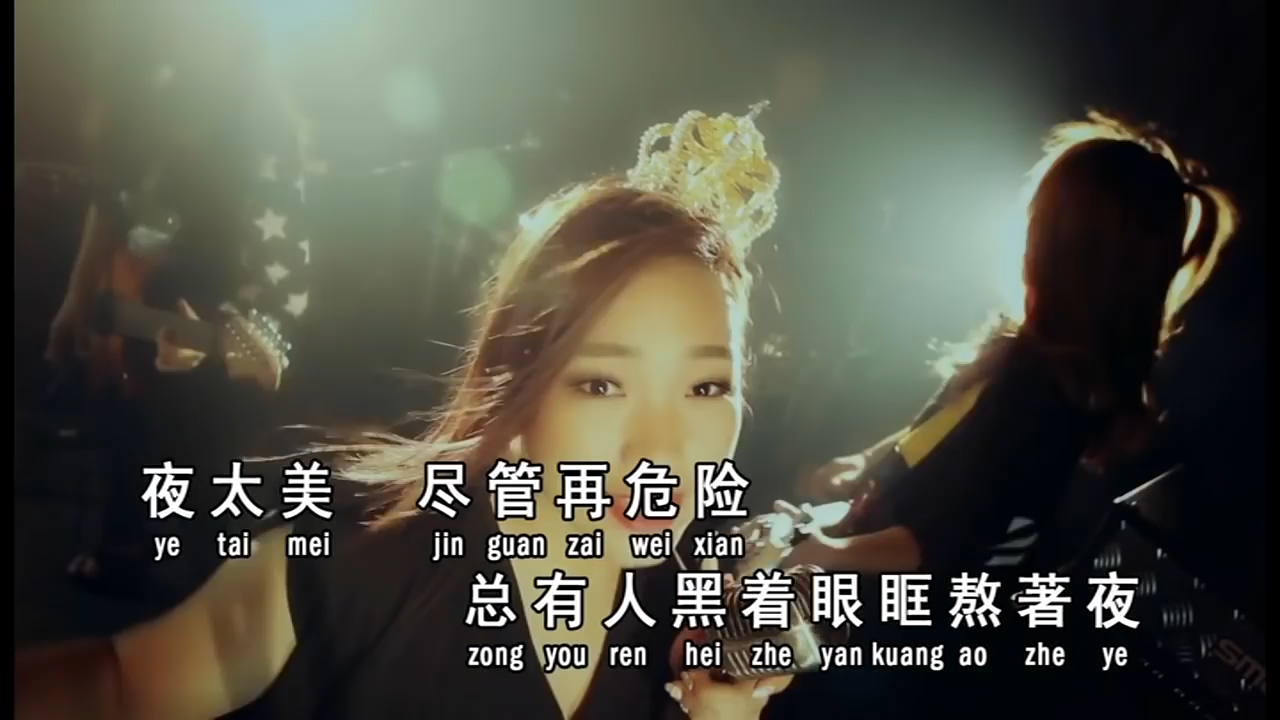 夜太美 尽管再危险
ye tai mei jin guan zai wei xian
总有人黑着眼眶熬著夜
zong you ren hei zhe yan kuang ao zhe ye